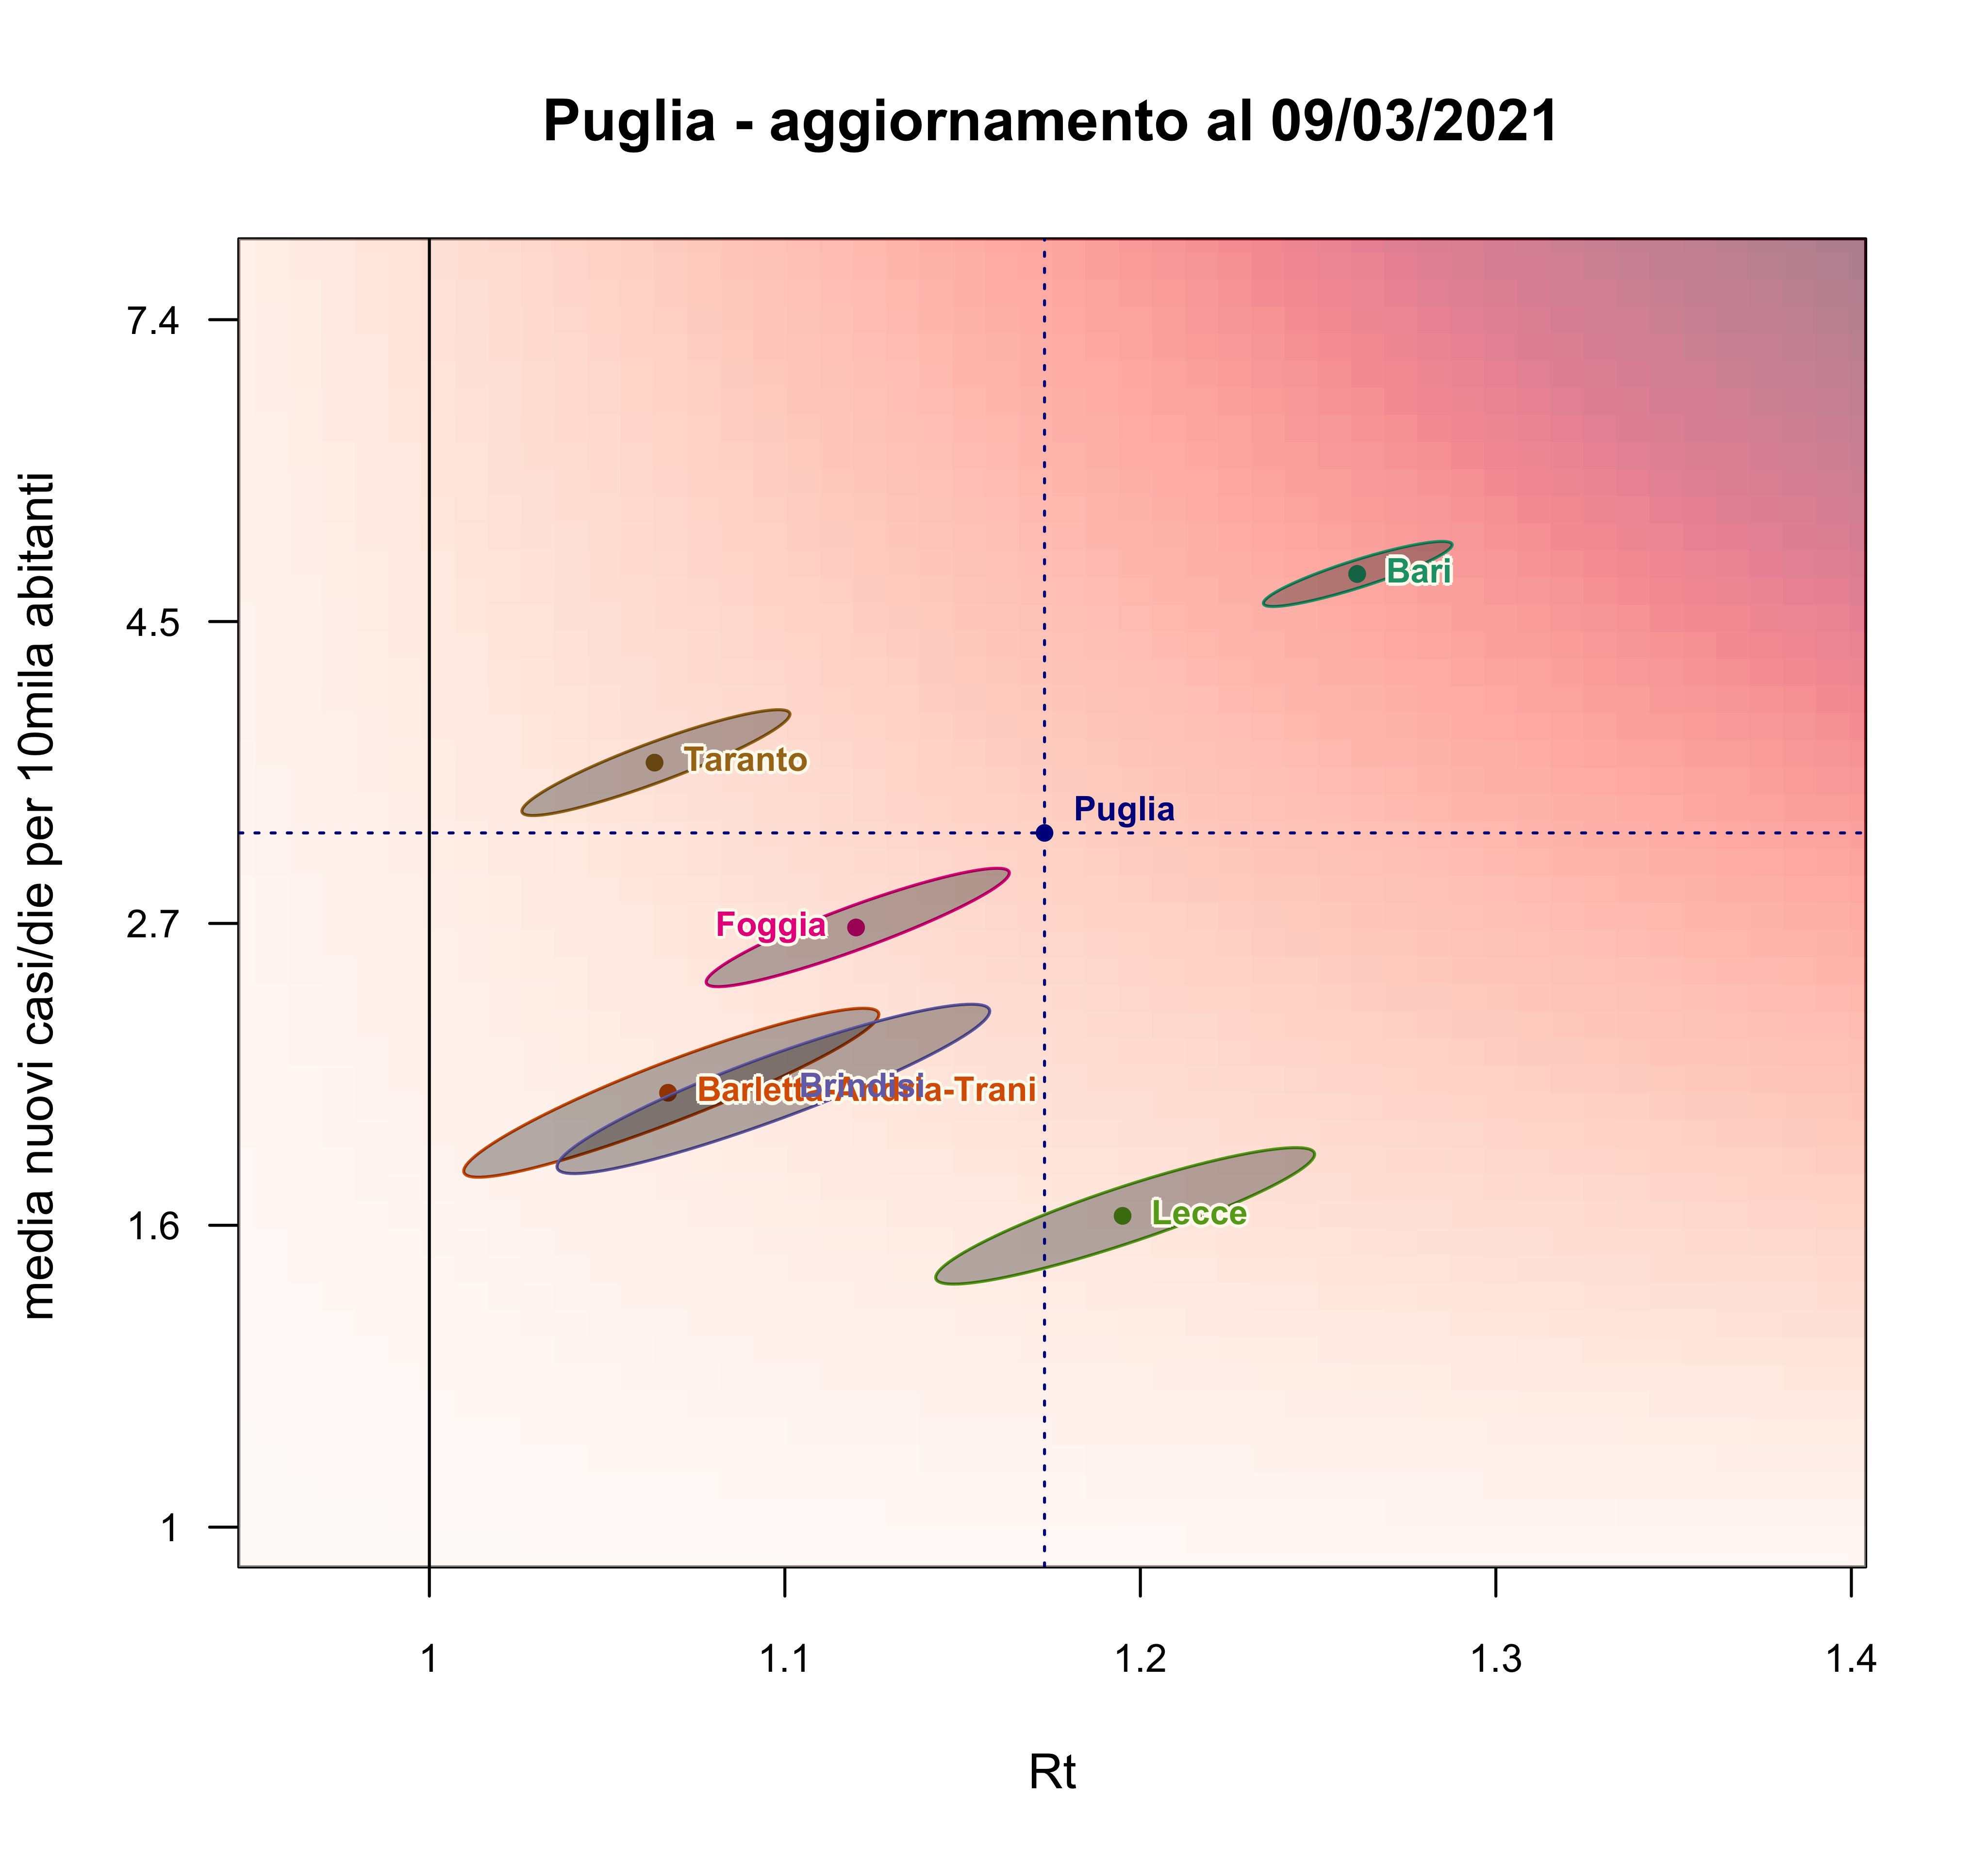 Puglia - aggiornamento al 09/03/2021
media nuovi casi/die per 10mila abitanti
7.4
4.5
2.7
1.6
1
Bari
Taranto
Puglia
Foggia
Barletta-Andria-Trani
Brindisi
Lecce
1
1.1
1.2
1.3
1.4
Rt